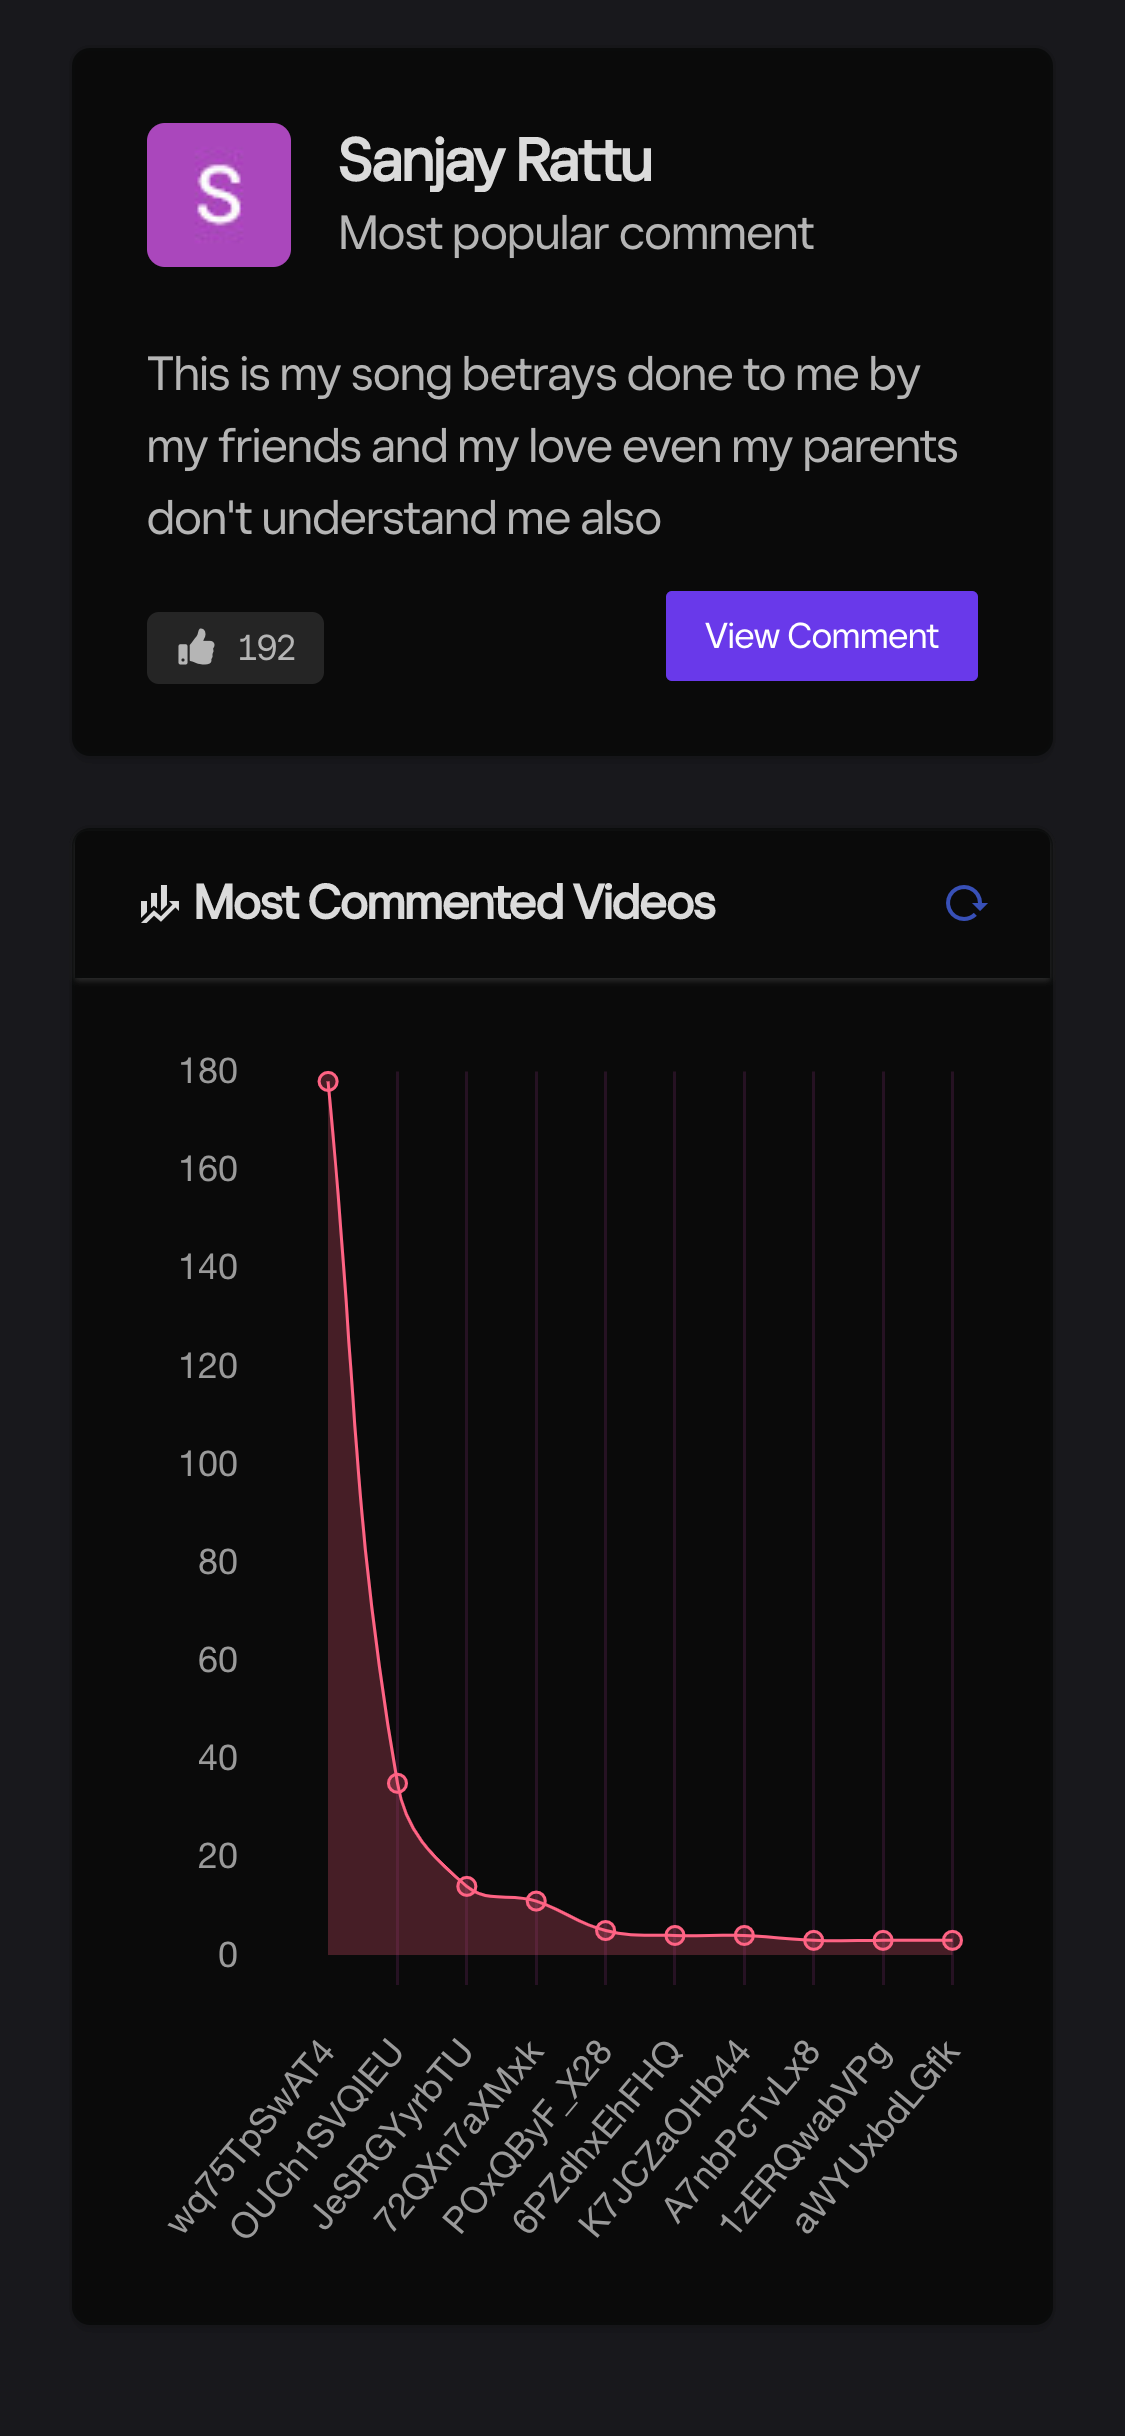 S
Sanjay Rattu
Most popular comment
This is my song betrays done to me by
my friends and my love even my parents
don't understand me also
192
View Comment
Most Commented Videos
180
160
140
120
100
80
60
40
20
0
wq75TpSwAT4
OUCh1SVQIEU
JeSRGYyrbTU
72QXn7aXMxk
POxQByF_X28
6PZdhxEhFHQ
K7JCZaOHb44
A7nbPcTvLx8
1zERQwabVPg
aWYUxbdLGfk